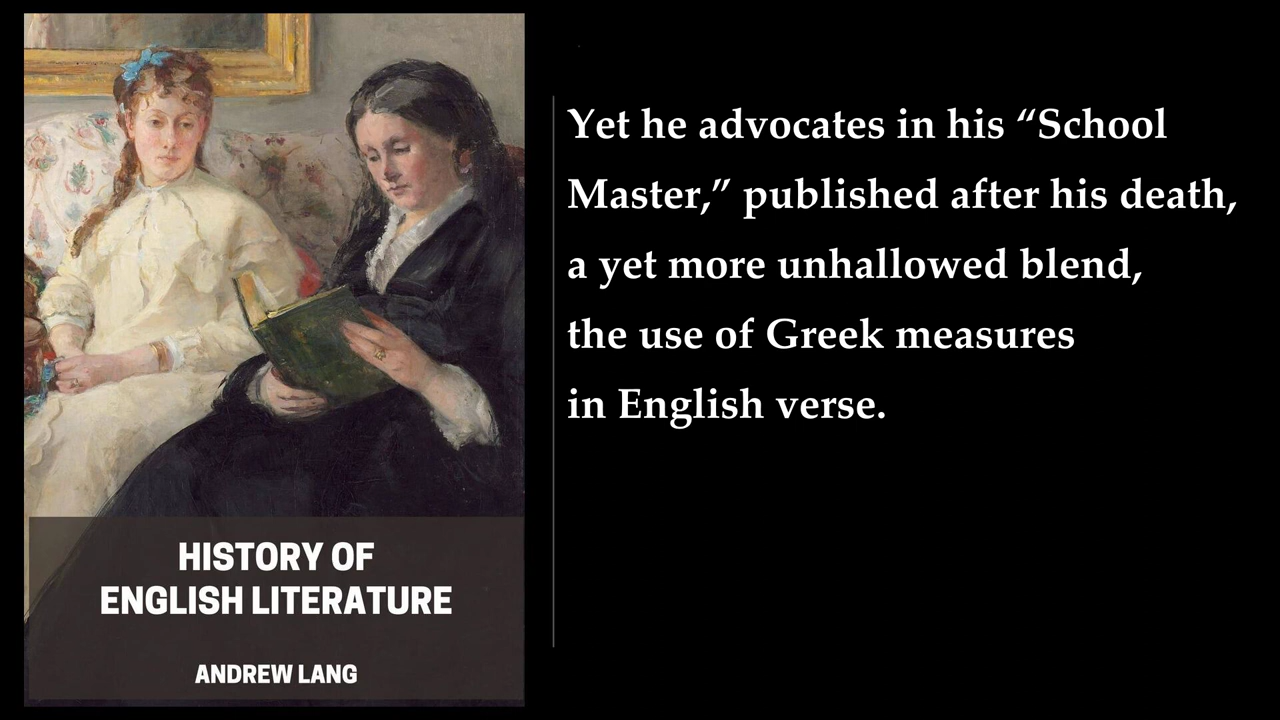 Yet he advocates in his “School
Master,” published after his death,
a yet more unhallowed blend,
the use of Greek measures
in English verse.
HISTORY OF
ENGLISH LITERATURE
ANDREW LANG